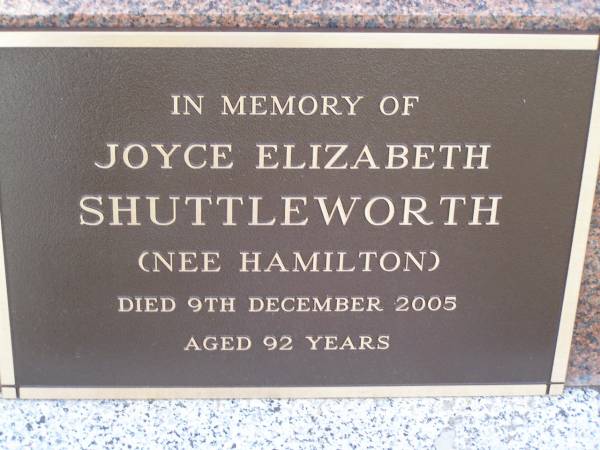 IN MEMORY OF
JOYCE ELIZABETH
SHUTTLEWORTH
(NEE HAMILTON)
DIED 9TH DECEMBER 2005
AGED 92 YEARS